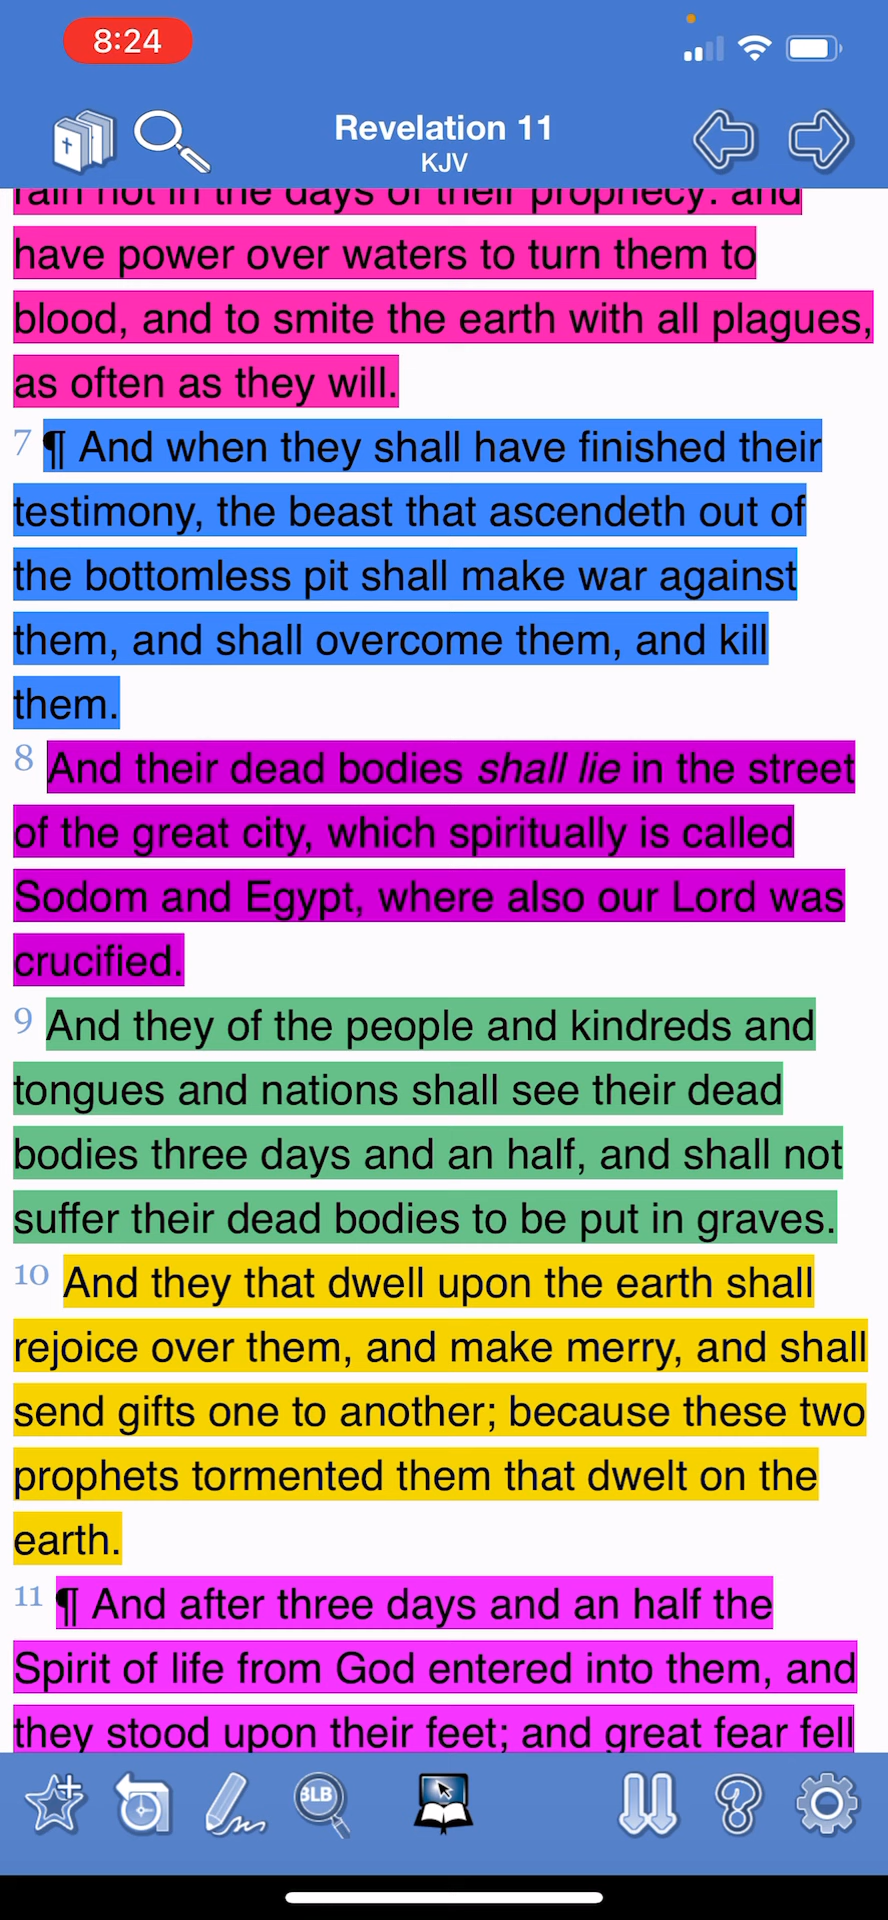 8:24
Revelation 11
KJV
rain not in the days of their prophecy: and
have power over waters to turn them to
blood, and to smite the earth with all plagues,
as often as they will.
7 ¶ And when they shall have finished their
testimony, the beast that ascendeth out of
the bottomless pit shall make war against
them, and shall overcome them, and kill
them.
8 And their dead bodies shall lie in the street
of the great city, which spiritually is called
Sodom and Egypt, where also our Lord was
crucified.
9 And they of the people and kindreds and
tongues and nations shall see their dead
bodies three days and an half, and shall not
suffer their dead bodies to be put in graves.
10 And they that dwell upon the earth shall
rejoice over them, and make merry, and shall
send gifts one to another; because these two
prophets tormented them that dwelt on the
earth.
11 ¶ And after three days and an half the
Spirit of life from God entered into them, and
they stood upon their feet; and great fear fell
BLB